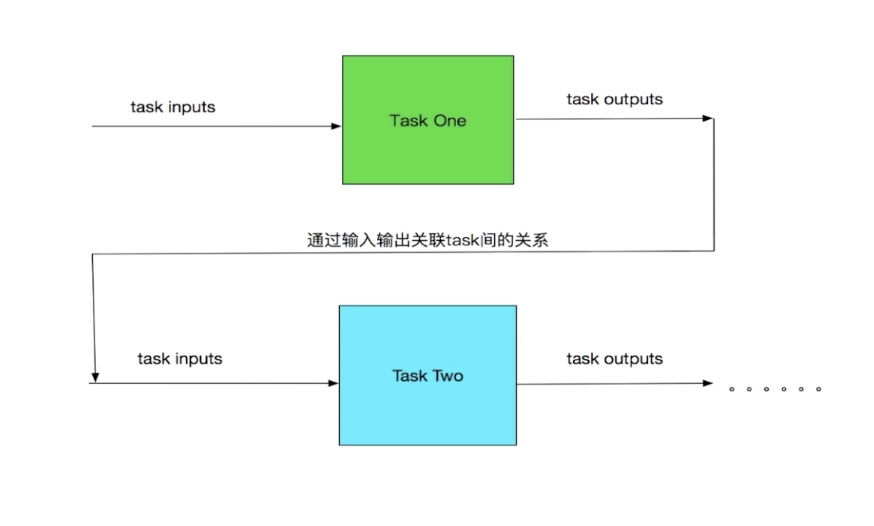 task inputs
Task One
task outputs
通过输入输出关联task间的关系
task inputs
Task Two
task outputs
。。。。。。